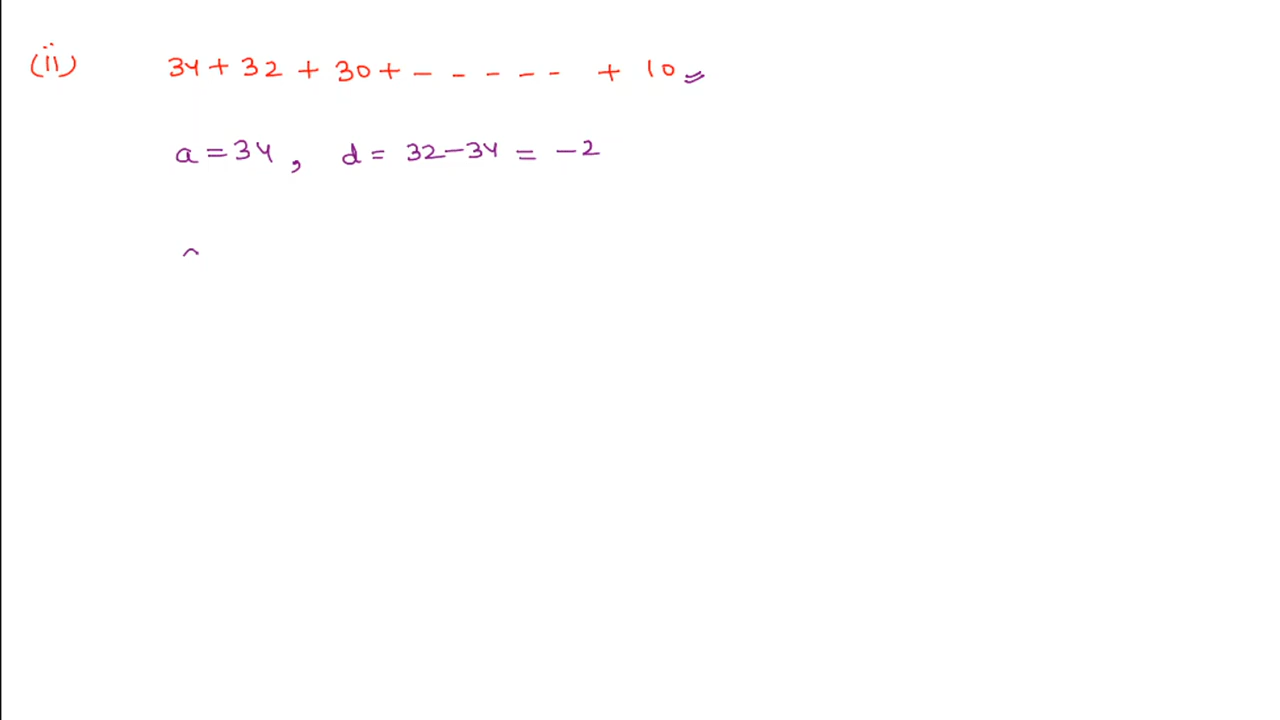 (ii) 34 + 32 + 30 + - - - - - + 10
a = 34, d = 32 - 34 = -2